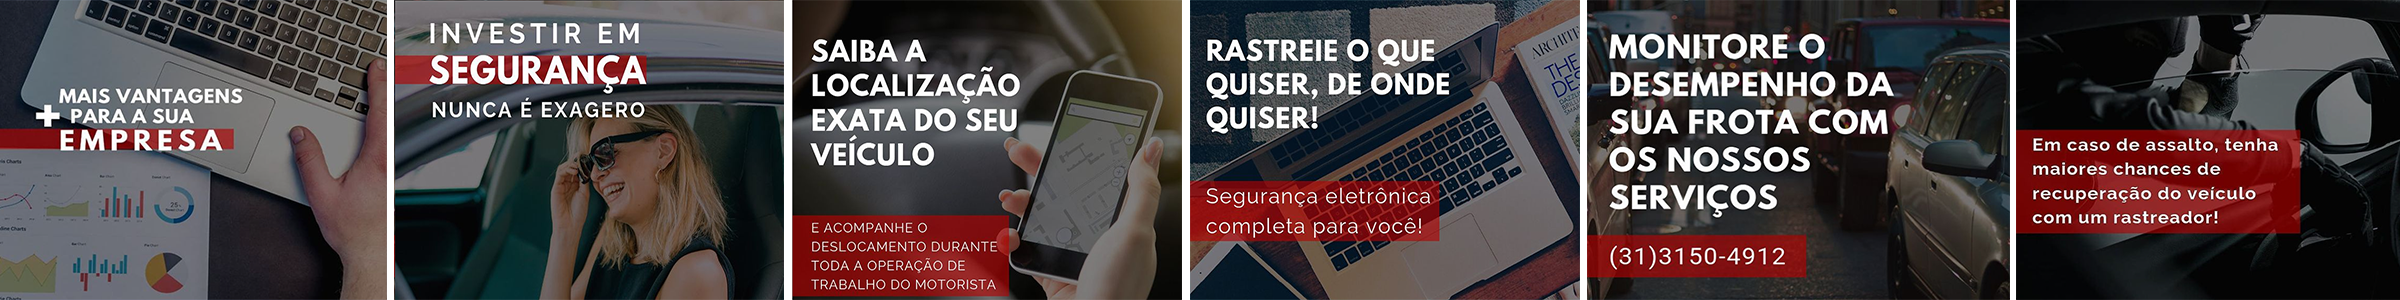 MAIS VANTAGENS
+ PARA A SUA
EMPRESA
Charts
INVESTIR EM
SEGURANÇA
NUNCA É EXAGERO
SAIBA A
LOCALIZAÇÃO
EXATA DO SEU
VEÍCULO
E ACOMPANHE O
DESLOCAMENTO DURANTE
TODA A OPERAÇÃO DE
TRABALHO DO MOTORISTA
RASTREIE O QUE
QUISER, DE ONDE
QUISER!
Segurança eletrônica
completa para você!
MONITORE O
DESEMPENHO DA
SUA FROTA COM
OS NOSSOS
SERVIÇOS
(31)3150-4912
Em caso de assalto, tenha
maiores chances de
recuperação do veículo
com um rastreador!